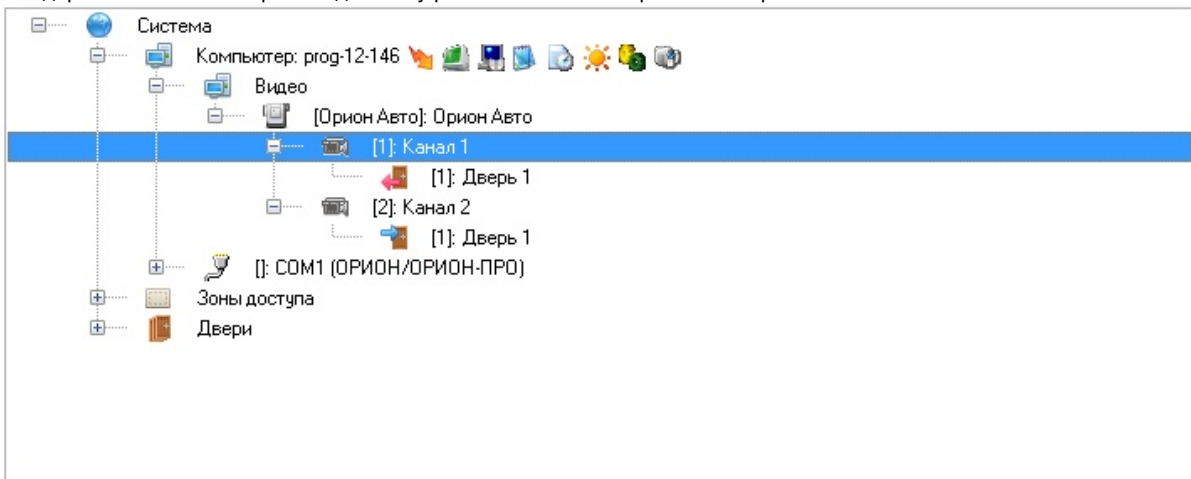 Система
Компьютер: prog-12-146
Видео
[Орион Авто]: Орион Авто
[1]: Канал 1
[1]: Дверь 1
[2]: Канал 2
[1]: Дверь 1
[]: COM1 (ОРИОН/ОРИОН-ПРО)
Зоны доступа
Двери